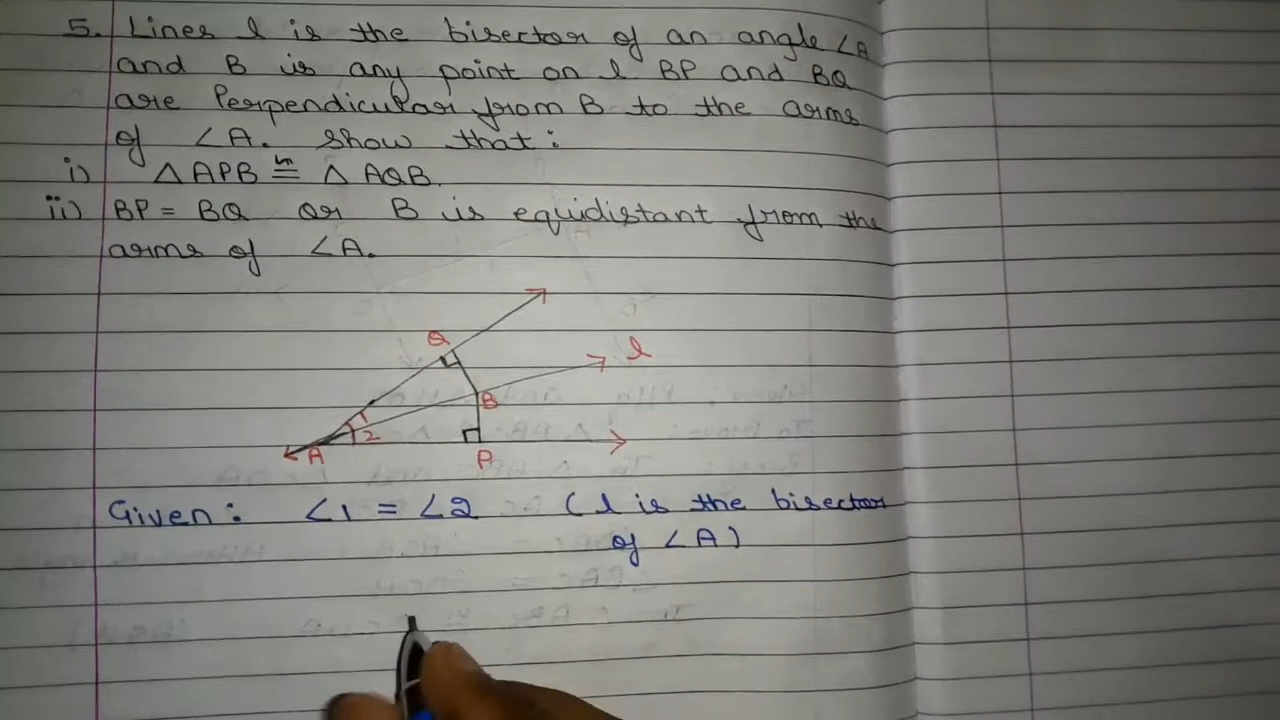 5. Lines l is the bisector of an angle ∠A
and B is any point on l BP and BQ
are Perpendicular from B to the arms
of ∠A. show that:
i) △APB ≅ △AQB.
ii) BP = BQ or B is equidistant from the
arms of ∠A.
Q
l
B
1
2
A
P
Given: ∠1 = ∠2 (l is the bisector
of ∠A)